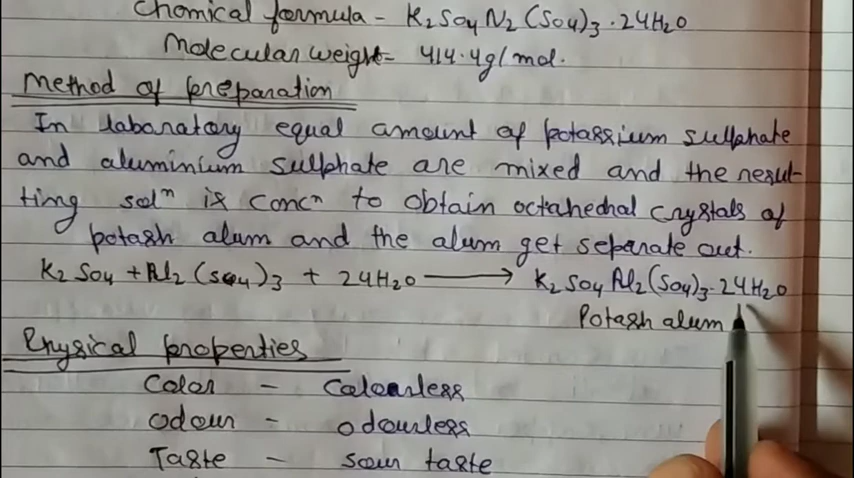 Chomical formula - K2SO4 N2(SO4)3 · 24H2O
Molecular weight- 414.4g/mol.
Method of preparation
In laboratory equal amount of potassium sulphate
and aluminium sulphate are mixed and the resul-
ting solⁿ is concⁿ to obtain octahedral crystals of
potash alum and the alum get separate out.
K2SO4 + Al2(SO4)3 + 24H2O → K2SO4 Al2(SO4)3·24H2O
Potash alum
Physical properties
Color - Colourless
Odour - odourless
Taste - sour taste